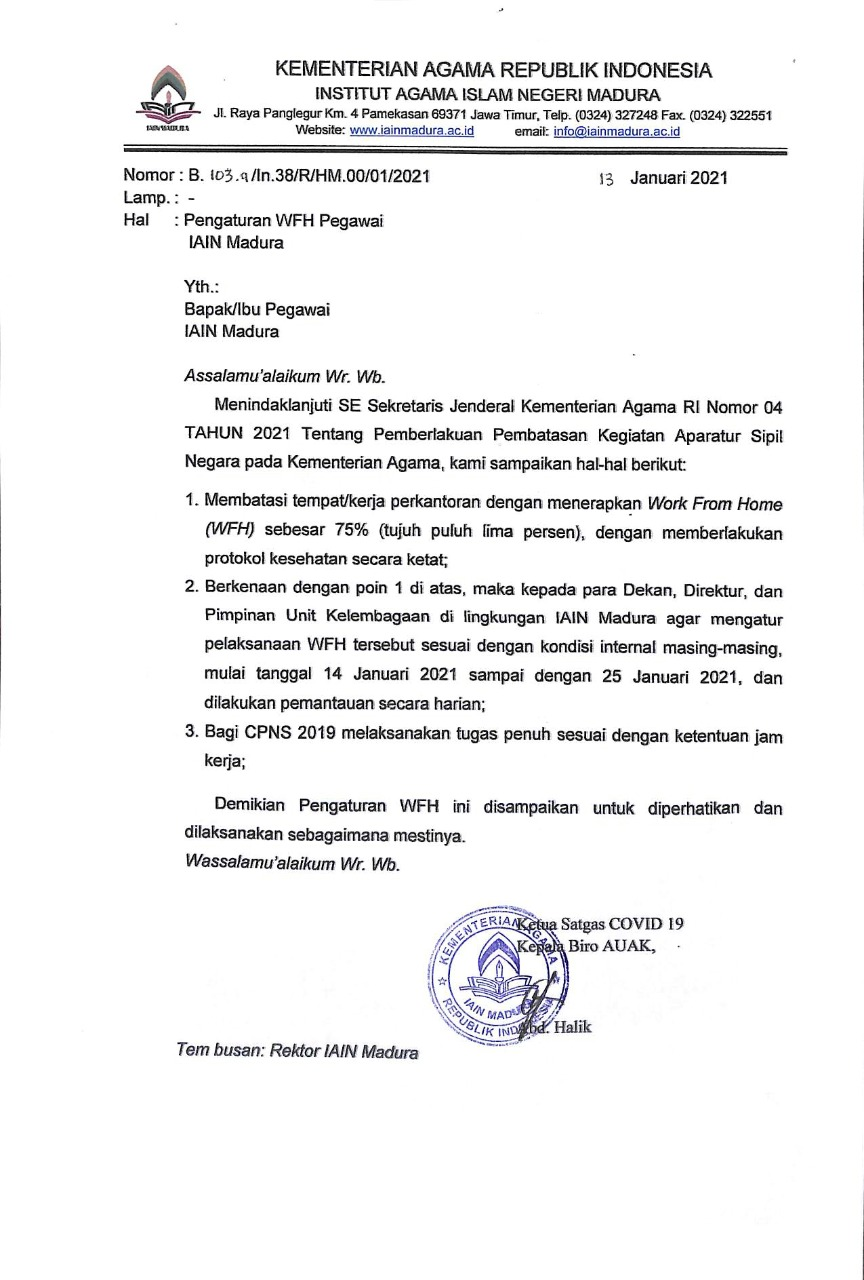 KEMENTERIAN AGAMA REPUBLIK INDONESIA
INSTITUT AGAMA ISLAM NEGERI MADURA
Jl. Raya Panglegur Km. 4 Pamekasan 69371 Jawa Timur, Telp. (0324) 327248 Fax. (0324) 322551
Website: www.iainmadura.ac.id email: info@iainmadura.ac.id
IAIN MADURA
Nomor : B. 103.a/In.38/R/HM.00/01/2021 13 Januari 2021
Lamp. : -
Hal : Pengaturan WFH Pegawai
IAIN Madura
Yth.:
Bapak/Ibu Pegawai
IAIN Madura
Assalamu'alaikum Wr. Wb.
Menindaklanjuti SE Sekretaris Jenderal Kementerian Agama RI Nomor 04
TAHUN 2021 Tentang Pemberlakuan Pembatasan Kegiatan Aparatur Sipil
Negara pada Kementerian Agama, kami sampaikan hal-hal berikut:
1. Membatasi tempat/kerja perkantoran dengan menerapkan Work From Home
(WFH) sebesar 75% (tujuh puluh lima persen), dengan memberlakukan
protokol kesehatan secara ketat;
2. Berkenaan dengan poin 1 di atas, maka kepada para Dekan, Direktur, dan
Pimpinan Unit Kelembagaan di lingkungan IAIN Madura agar mengatur
pelaksanaan WFH tersebut sesuai dengan kondisi internal masing-masing,
mulai tanggal 14 Januari 2021 sampai dengan 25 Januari 2021, dan
dilakukan pemantauan secara harian;
3. Bagi CPNS 2019 melaksanakan tugas penuh sesuai dengan ketentuan jam
kerja;
Demikian Pengaturan WFH ini disampaikan untuk diperhatikan dan
dilaksanakan sebagaimana mestinya.
Wassalamu'alaikum Wr. Wb.
Ketua Satgas COVID 19
Kepala Biro AUAK,
KEMENTERIAN AGAMA
IAIN MADURA
REPUBLIK INDONESIA
Abd. Halik
Tem busan: Rektor IAIN Madura